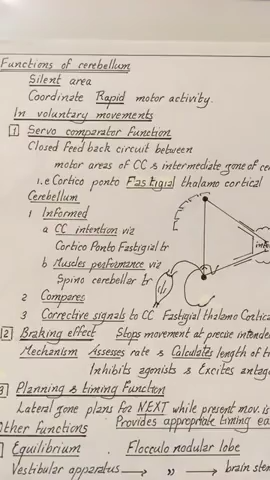 Functions of cerebellum
Silent area
Coordinate Rapid motor activity.
In voluntary movements
1 Servo comparator function
Closed feed back circuit between
motor areas of CC & intermediate zone of
i.e Cortico ponto Fastigial thalamo cortical
Cerebellum
1 Informed
a CC intention via
Cortico Ponto Fastigial tr
b Muscles performance via
Spino cerebellar tr
2 Compares
3 Corrective signals to CC Fastigial thalamo Cortica
2 Braking effect Stops movement at precise intende
Mechanism Assesses rate & Calculates length of
Inhibits agonists & Excites antag
3 Planning & timing Function
Lateral zone plans for NEXT while present mov is
Provides appropriate timing
ther functions
Equilibrium . Flocculo nodular lobe
Vestibular apparatus → " → brain ste